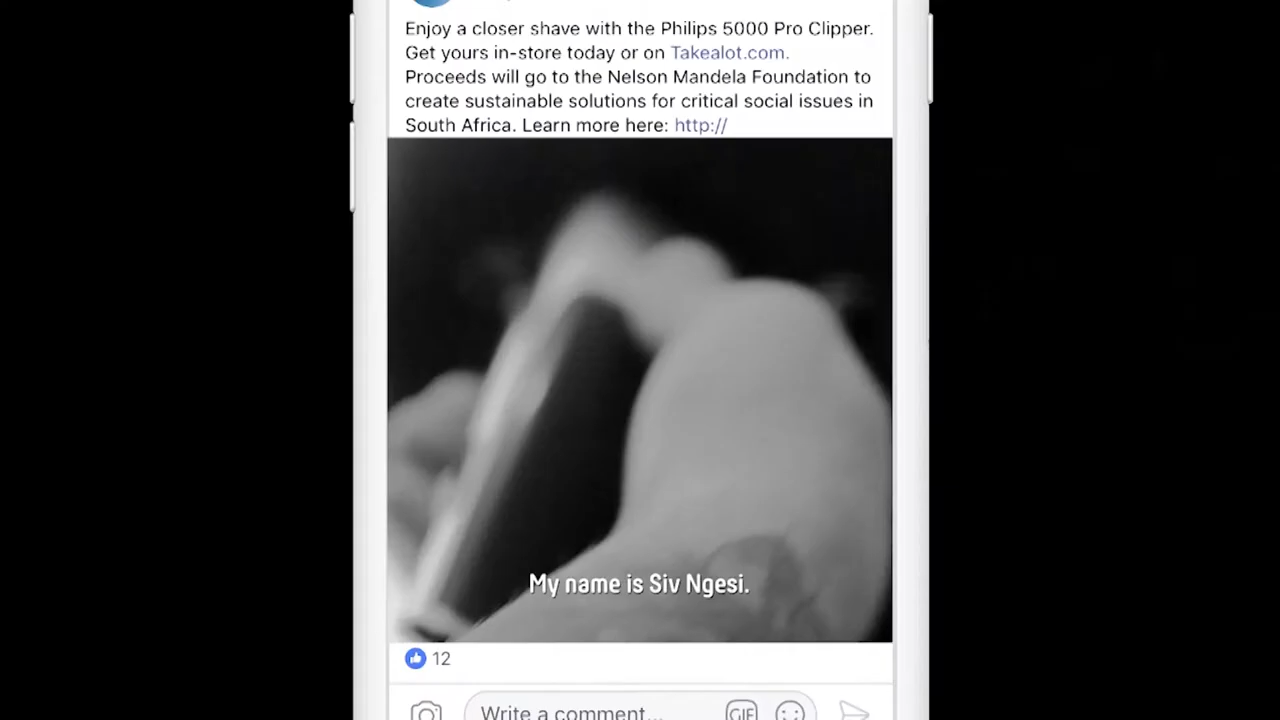 Enjoy a closer shave with the Philips 5000 Pro Clipper.
Get yours in-store today or on Takealot.com.
Proceeds will go to the Nelson Mandela Foundation to
create sustainable solutions for critical social issues in
South Africa. Learn more here: http://
My name is Siv Ngesi.
12
Write a comment...
GIF